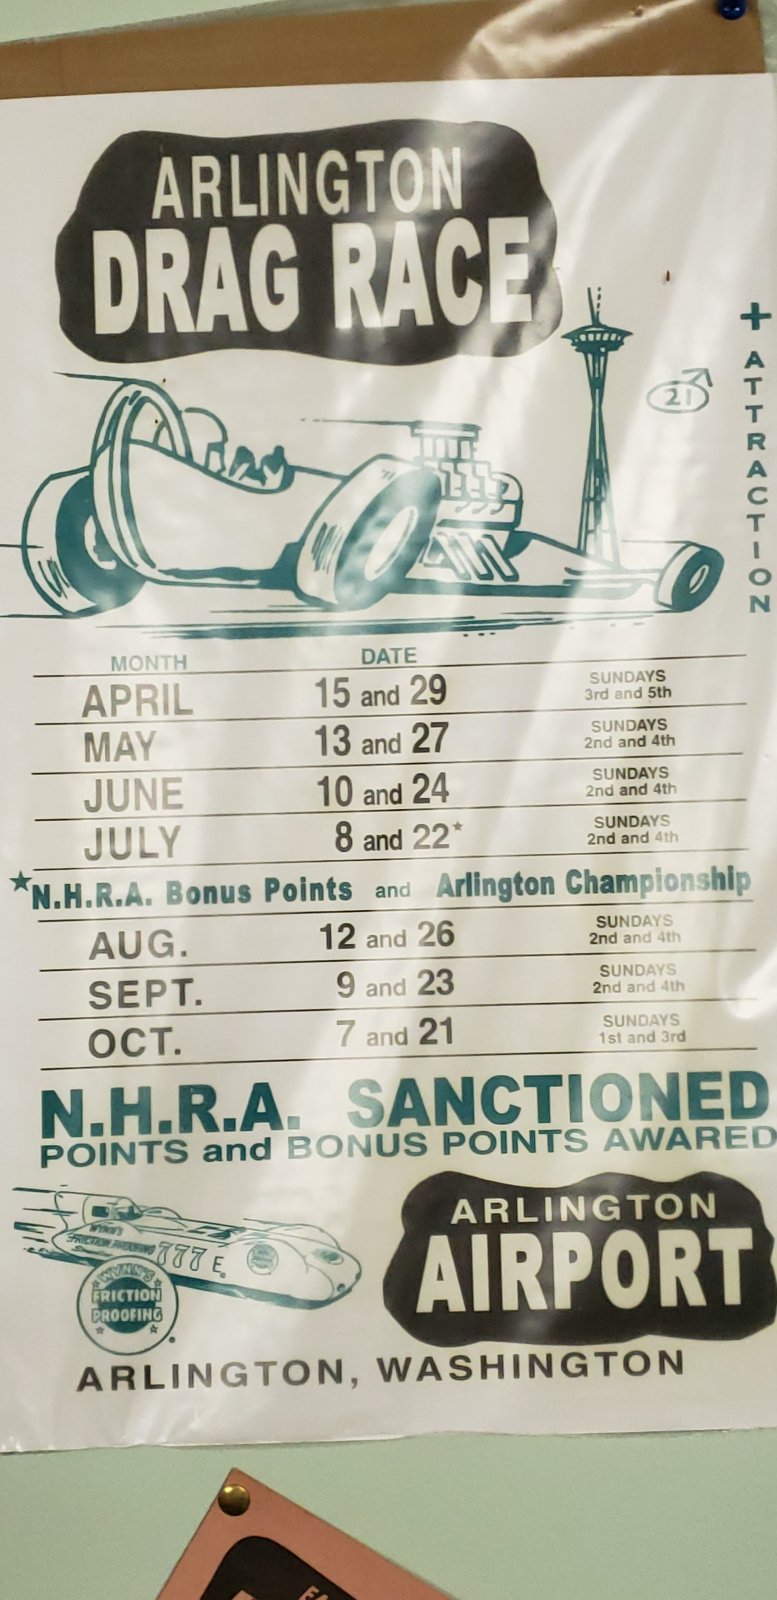 ARLINGTON
DRAG RACE
21
+ ATTRACTION
MONTH DATE
APRIL 15 and 29 SUNDAYS 3rd and 5th
MAY 13 and 27 SUNDAYS 2nd and 4th
JUNE 10 and 24 SUNDAYS 2nd and 4th
JULY 8 and 22★ SUNDAYS 2nd and 4th
★N.H.R.A. Bonus Points and Arlington Championship
AUG. 12 and 26 SUNDAYS 2nd and 4th
SEPT. 9 and 23 SUNDAYS 2nd and 4th
OCT. 7 and 21 SUNDAYS 1st and 3rd
N.H.R.A. SANCTIONED
POINTS and BONUS POINTS AWARED
WYNN'S
FRICTION PROOFING
777 E
WYNN'S
FRICTION
PROOFING
ARLINGTON
AIRPORT
ARLINGTON, WASHINGTON